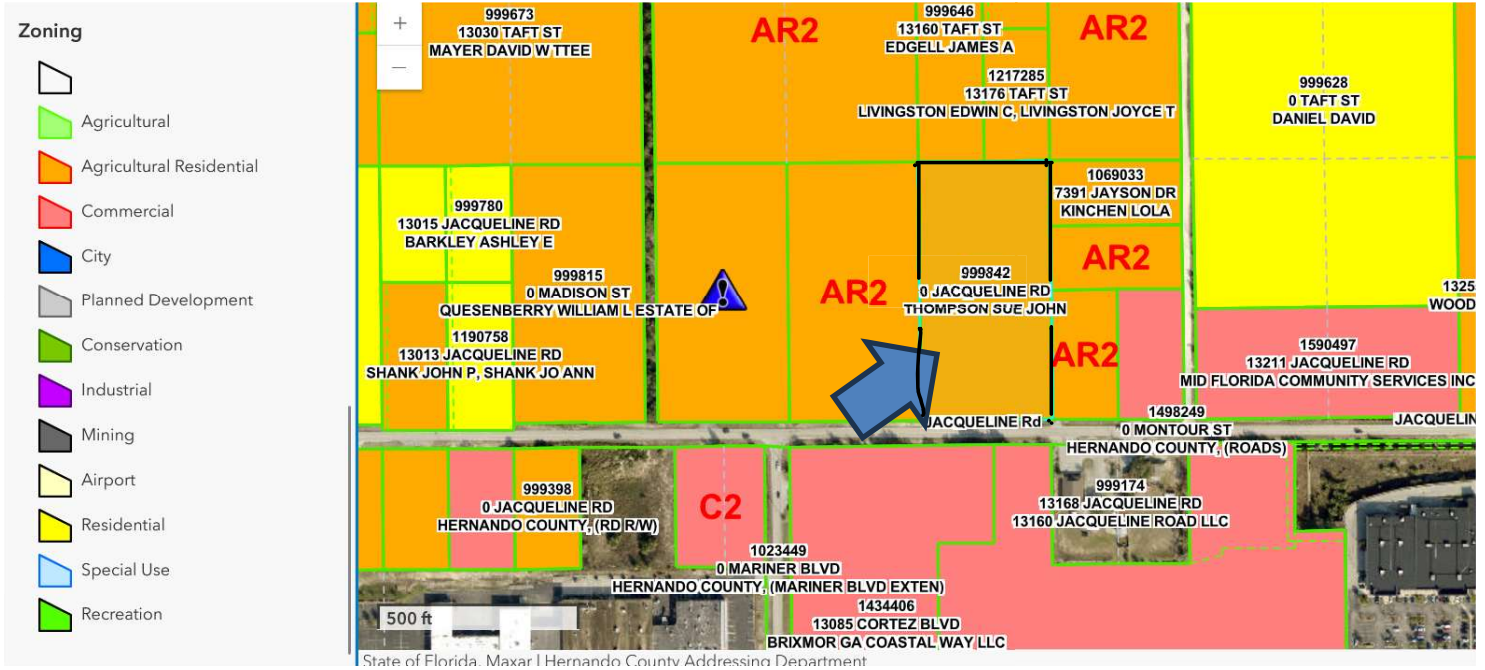 Zoning
Agricultural
Agricultural Residential
Commercial
City
Planned Development
Conservation
Industrial
Mining
Airport
Residential
Special Use
Recreation
+
−
999673
13030 TAFT ST
MAYER DAVID W TTEE
AR2
999646
13160 TAFT ST
EDGELL JAMES A
AR2
1217285
13176 TAFT ST
LIVINGSTON EDWIN C, LIVINGSTON JOYCE T
999628
0 TAFT ST
DANIEL DAVID
999780
13015 JACQUELINE RD
BARKLEY ASHLEY E
1069033
7391 JAYSON DR
KINCHEN LOLA
AR2
999815
0 MADISON ST
QUESENBERRY WILLIAM L ESTATE OF
AR2
999842
0 JACQUELINE RD
THOMPSON SUE JOHN
1325
WOOD
1190758
13013 JACQUELINE RD
SHANK JOHN P, SHANK JO ANN
AR2
1590497
13211 JACQUELINE RD
MID FLORIDA COMMUNITY SERVICES INC
JACQUELINE Rd
1498249
0 MONTOUR ST
HERNANDO COUNTY, (ROADS)
JACQUELIN
999398
0 JACQUELINE RD
HERNANDO COUNTY, (RD R/W)
C2
999174
13168 JACQUELINE RD
13160 JACQUELINE ROAD LLC
1023449
0 MARINER BLVD
HERNANDO COUNTY, (MARINER BLVD EXTEN)
1434406
13085 CORTEZ BLVD
BRIXMOR GA COASTAL WAY LLC
500 ft
State of Florida, Maxar | Hernando County Addressing Department